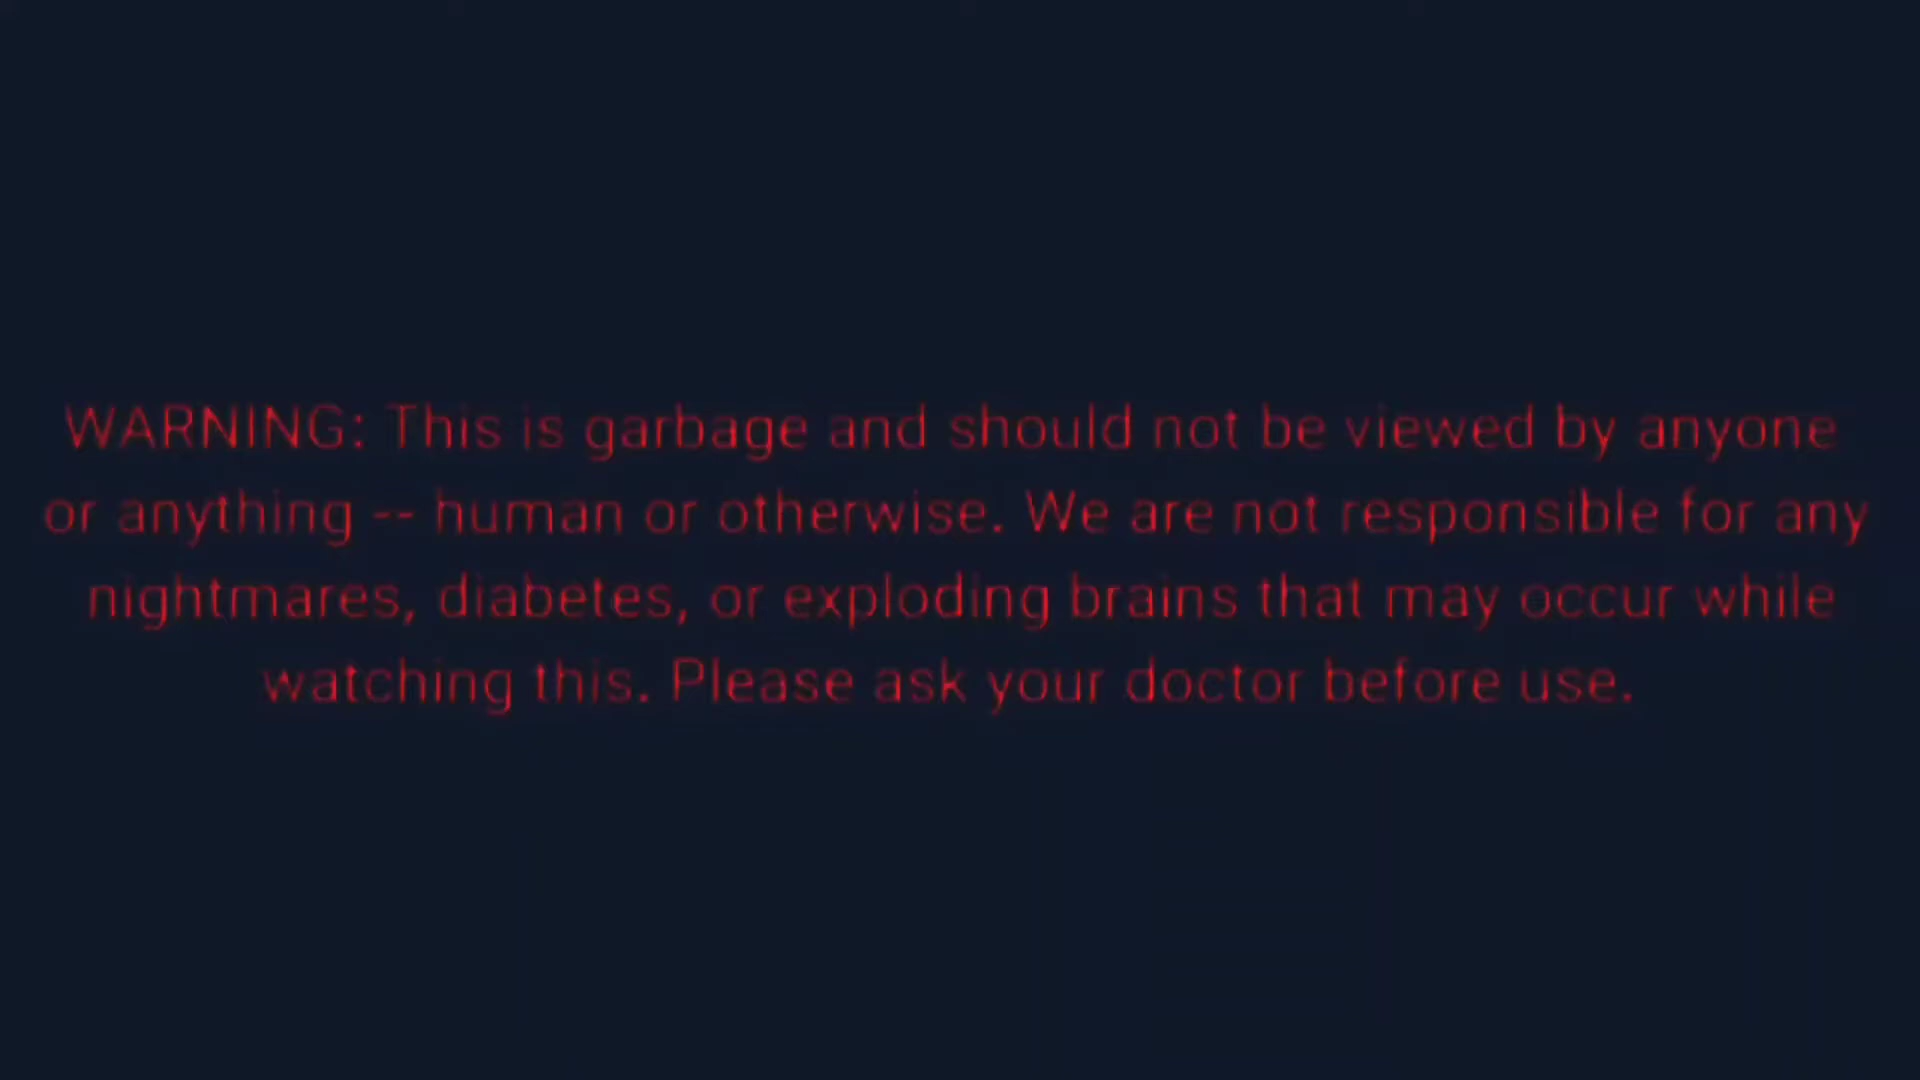 WARNING: This is garbage and should not be viewed by anyone
or anything -- human or otherwise. We are not responsible for any
nightmares, diabetes, or exploding brains that may occur while
watching this. Please ask your doctor before use.